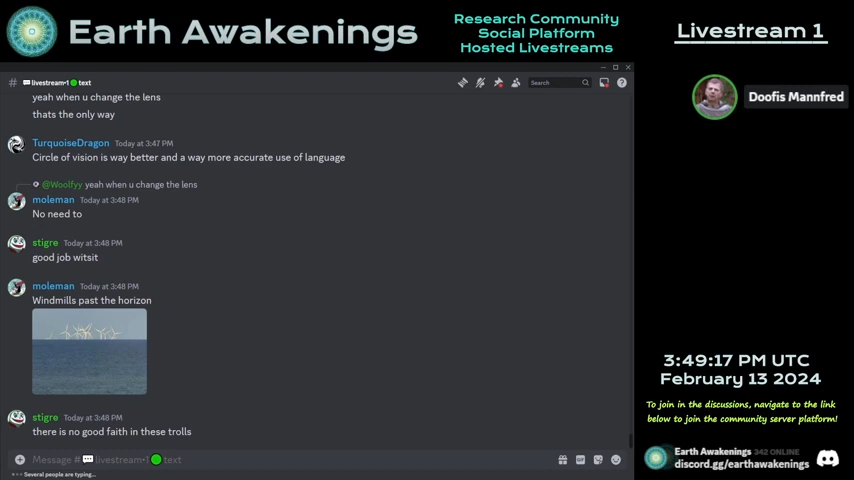 Earth Awakenings
Research Community
Social Platform
Hosted Livestreams
Livestream 1
# livestream•1 text
Search
yeah when u change the lens
thats the only way
TurquoiseDragon Today at 3:47 PM
Circle of vision is way better and a way more accurate use of language
@Woolfyy yeah when u change the lens
moleman Today at 3:48 PM
No need to
stigre Today at 3:48 PM
good job witsit
moleman Today at 3:48 PM
Windmills past the horizon
stigre Today at 3:48 PM
there is no good faith in these trolls
Message # livestream•1 text
Several people are typing...
GIF
Doofis Mannfred
3:49:17 PM UTC
February 13 2024
To join in the discussions, navigate to the link
below to join the community server platform!
Earth Awakenings 342 ONLINE
discord.gg/earthawakenings